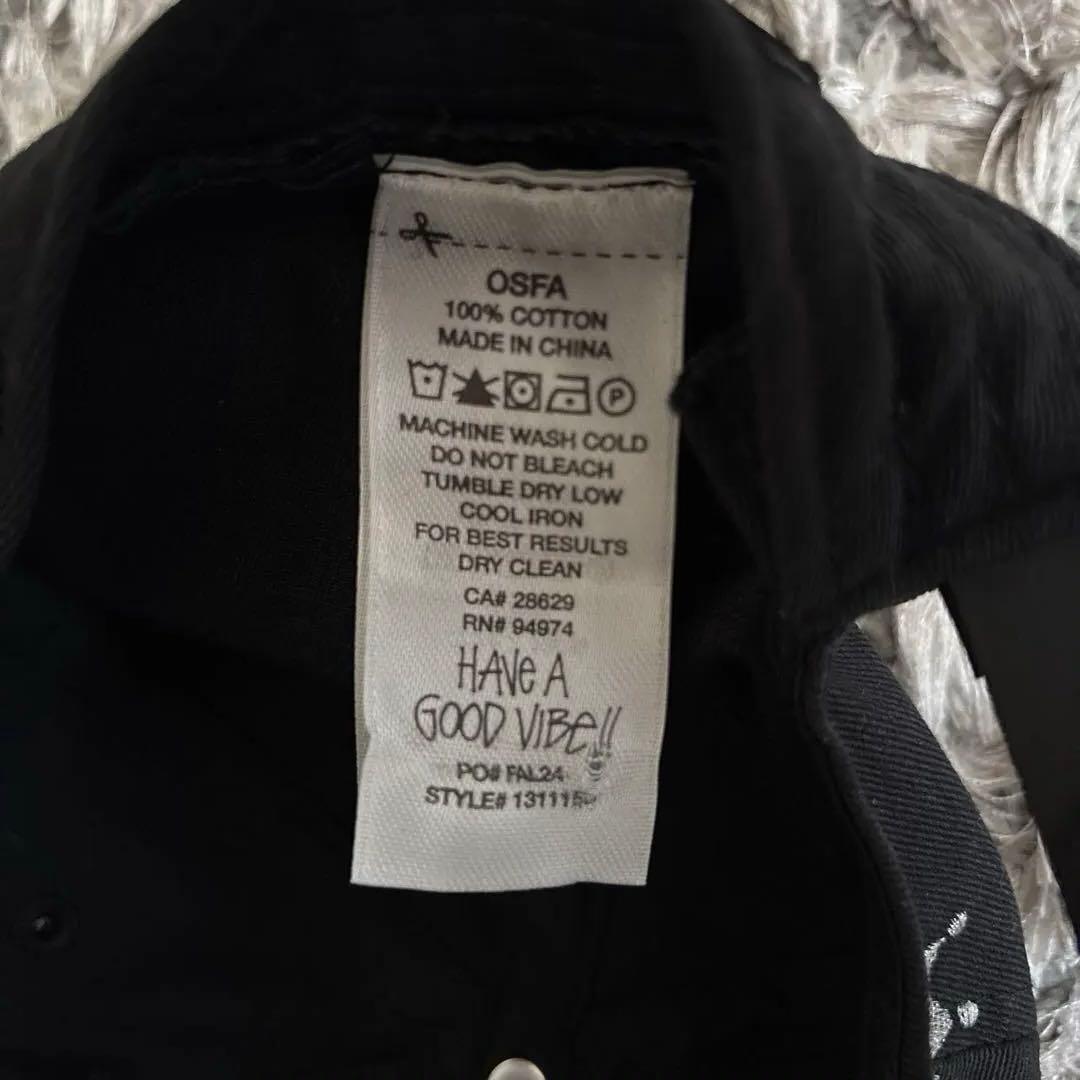 OSFA
100% COTTON
MADE IN CHINA
P
MACHINE WASH COLD
DO NOT BLEACH
TUMBLE DRY LOW
COOL IRON
FOR BEST RESULTS
DRY CLEAN
CA# 28629
RN# 94974
HAVE A
GOOD VIBE!!
PO# FAL24
STYLE#